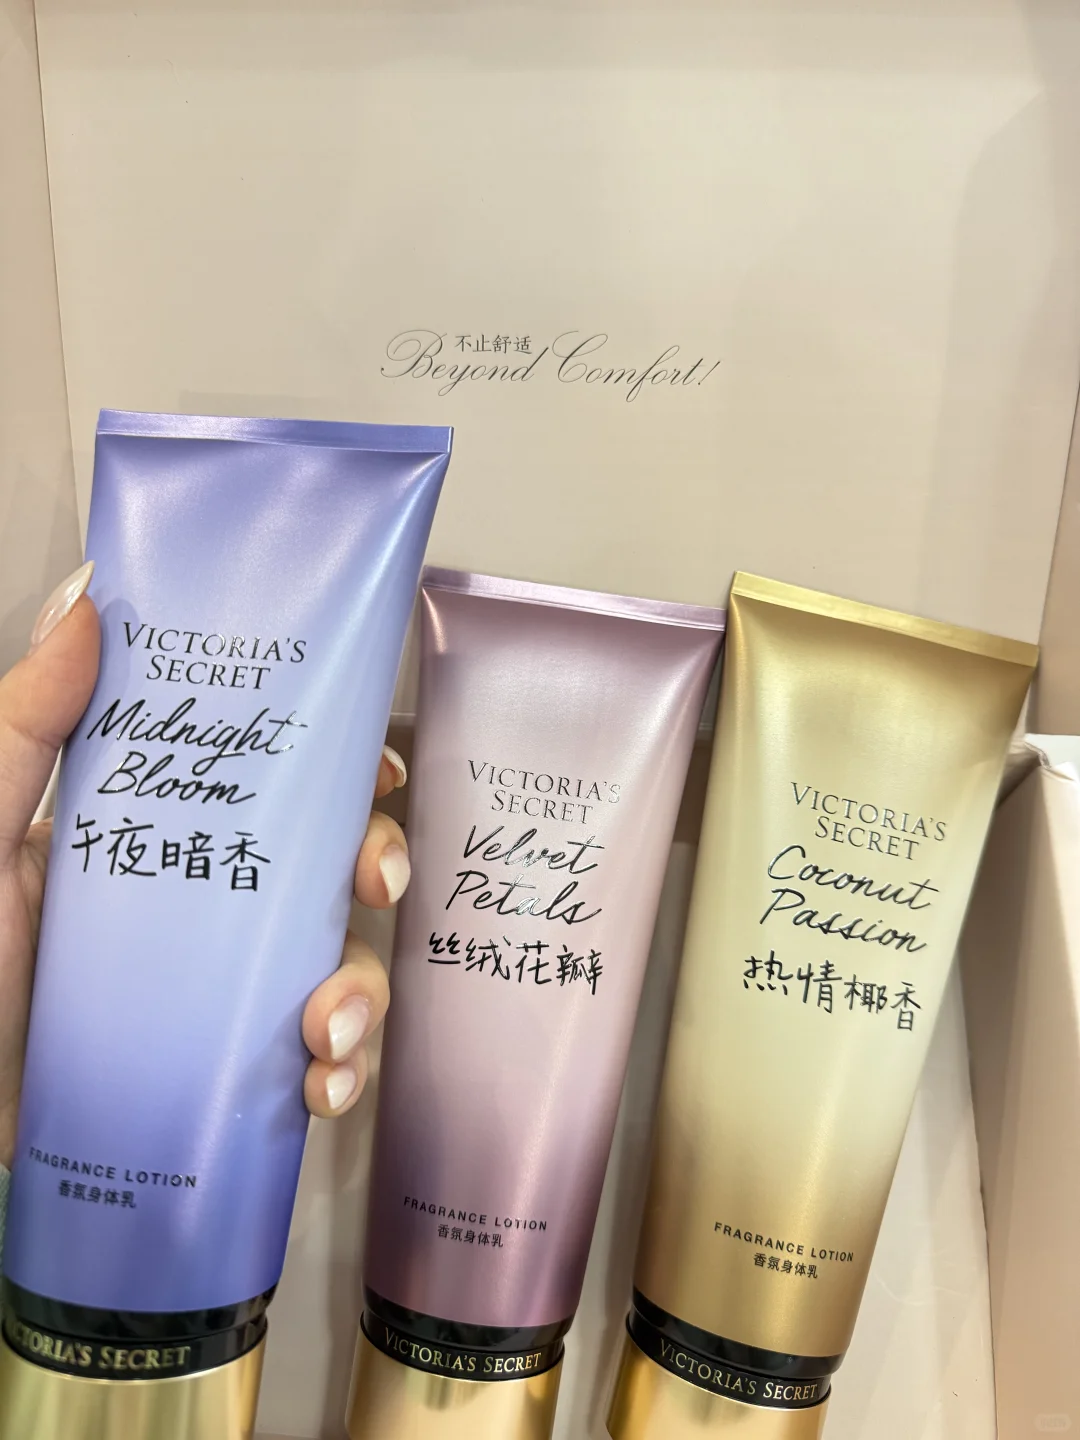 不止舒适
Beyond Comfort!
VICTORIA'S
SECRET
Midnight
Bloom
午夜暗香
FRAGRANCE LOTION
香氛身体乳
VICTORIA'S SECRET
VICTORIA'S
SECRET
Velvet
Petals
丝绒花瓣
FRAGRANCE LOTION
香氛身体乳
VICTORIA'S SECRET
VICTORIA'S
SECRET
Coconut
Passion
热情椰香
FRAGRANCE LOTION
香氛身体乳
VICTORIA'S SECRET